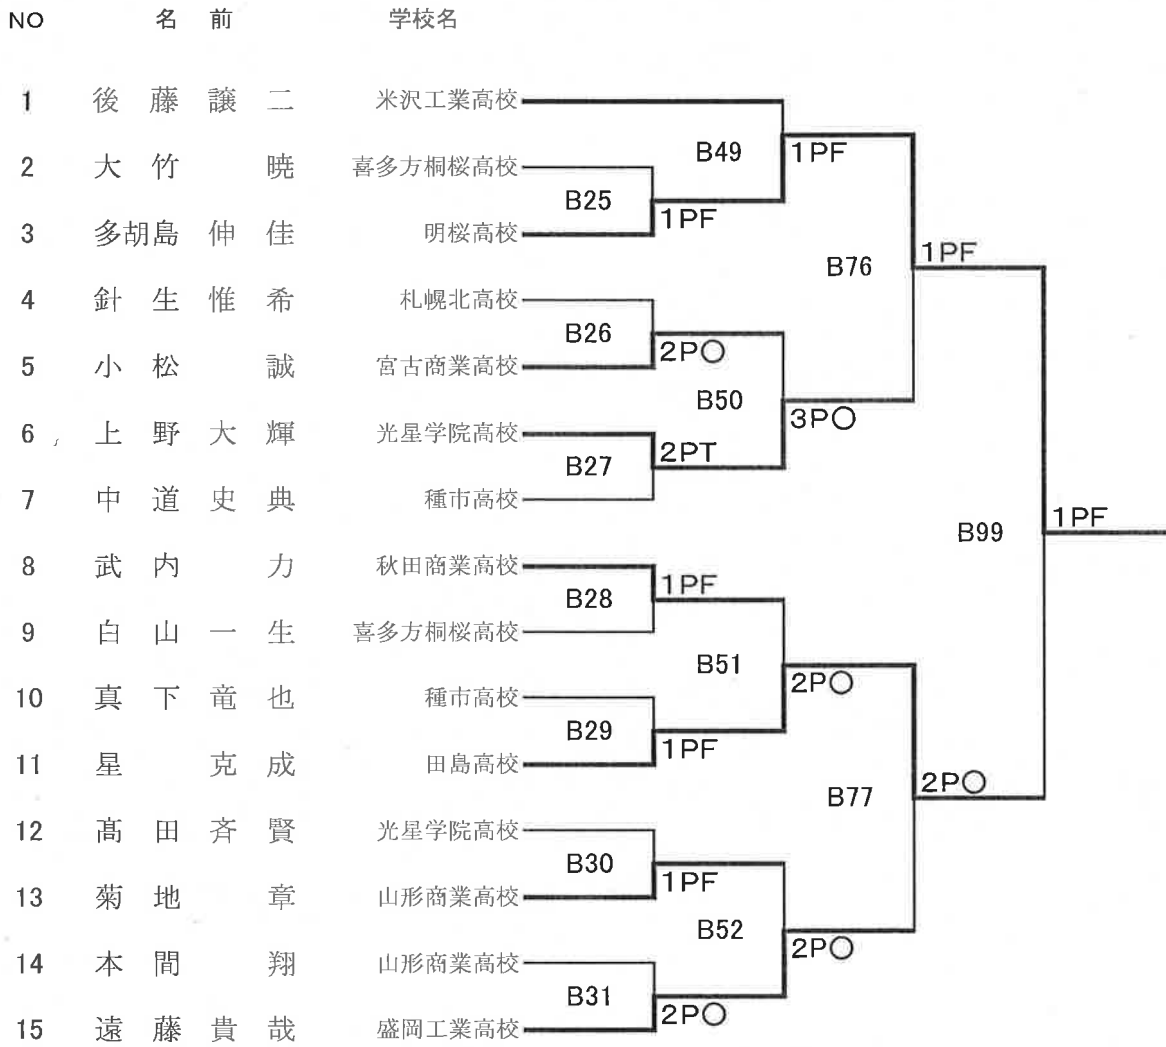 NO 名 前 学校名
1 後 藤 譲 二 米沢工業高校
B49 1PF
2 大 竹 暁 喜多方桐桜高校
B25 1PF
3 多胡島 伸 佳 明桜高校
B76 1PF
4 針 生 惟 希 札幌北高校
B26 2P○
5 小 松 誠 宮古商業高校
B50 3P○
6 上 野 大 輝 光星学院高校
B27 2PT
7 中 道 史 典 種市高校
B99 1PF
8 武 内 力 秋田商業高校
B28 1PF
9 白 山 一 生 喜多方桐桜高校
B51 2P○
10 真 下 竜 也 種市高校
B29 1PF
11 星 克 成 田島高校
B77 2P○
12 髙 田 斉 賢 光星学院高校
B30 1PF
13 菊 地 章 山形商業高校
B52 2P○
14 本 間 翔 山形商業高校
B31 2P○
15 遠 藤 貴 哉 盛岡工業高校